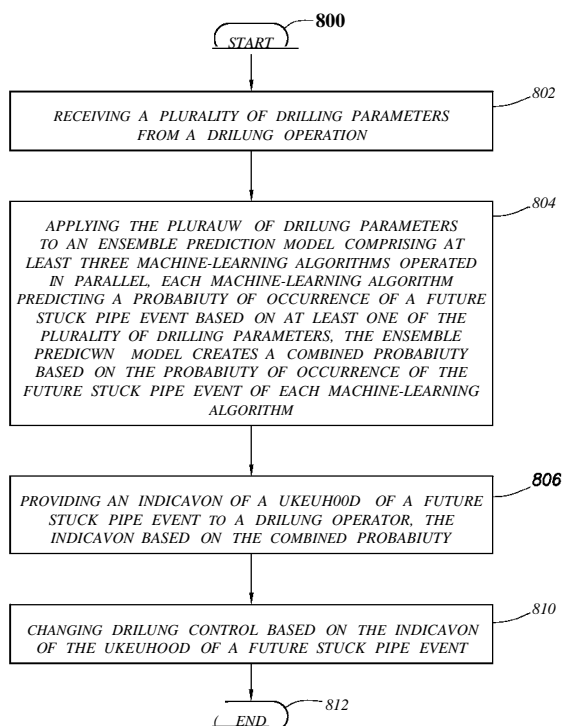 800
START
802
RECEIVING A PLURALITY OF DRILLING PARAMETERS
FROM A DRILUNG OPERATION
804
APPLYING THE PLURAUW OF DRILUNG PARAMETERS
TO AN ENSEMBLE PREDICTION MODEL COMPRISING AT
LEAST THREE MACHINE-LEARNING ALGORITHMS OPERATED
IN PARALLEL, EACH MACHINE-LEARNING ALGORITHM
PREDICTING A PROBABIUTY OF OCCURRENCE OF A FUTURE
STUCK PIPE EVENT BASED ON AT LEAST ONE OF THE
PLURALITY OF DRILLING PARAMETERS, THE ENSEMBLE
PREDICWN MODEL CREATES A COMBINED PROBABIUTY
BASED ON THE PROBABIUTY OF OCCURRENCE OF THE
FUTURE STUCK PIPE EVENT OF EACH MACHINE-LEARNING
ALGORITHM
806
PROVIDING AN INDICAVON OF A UKEUH00D OF A FUTURE
STUCK PIPE EVENT TO A DRILUNG OPERATOR, THE
INDICAVON BASED ON THE COMBINED PROBABIUTY
810
CHANGING DRILUNG CONTROL BASED ON THE INDICAVON
OF THE UKEUHOOD OF A FUTURE STUCK PIPE EVENT
812
( END